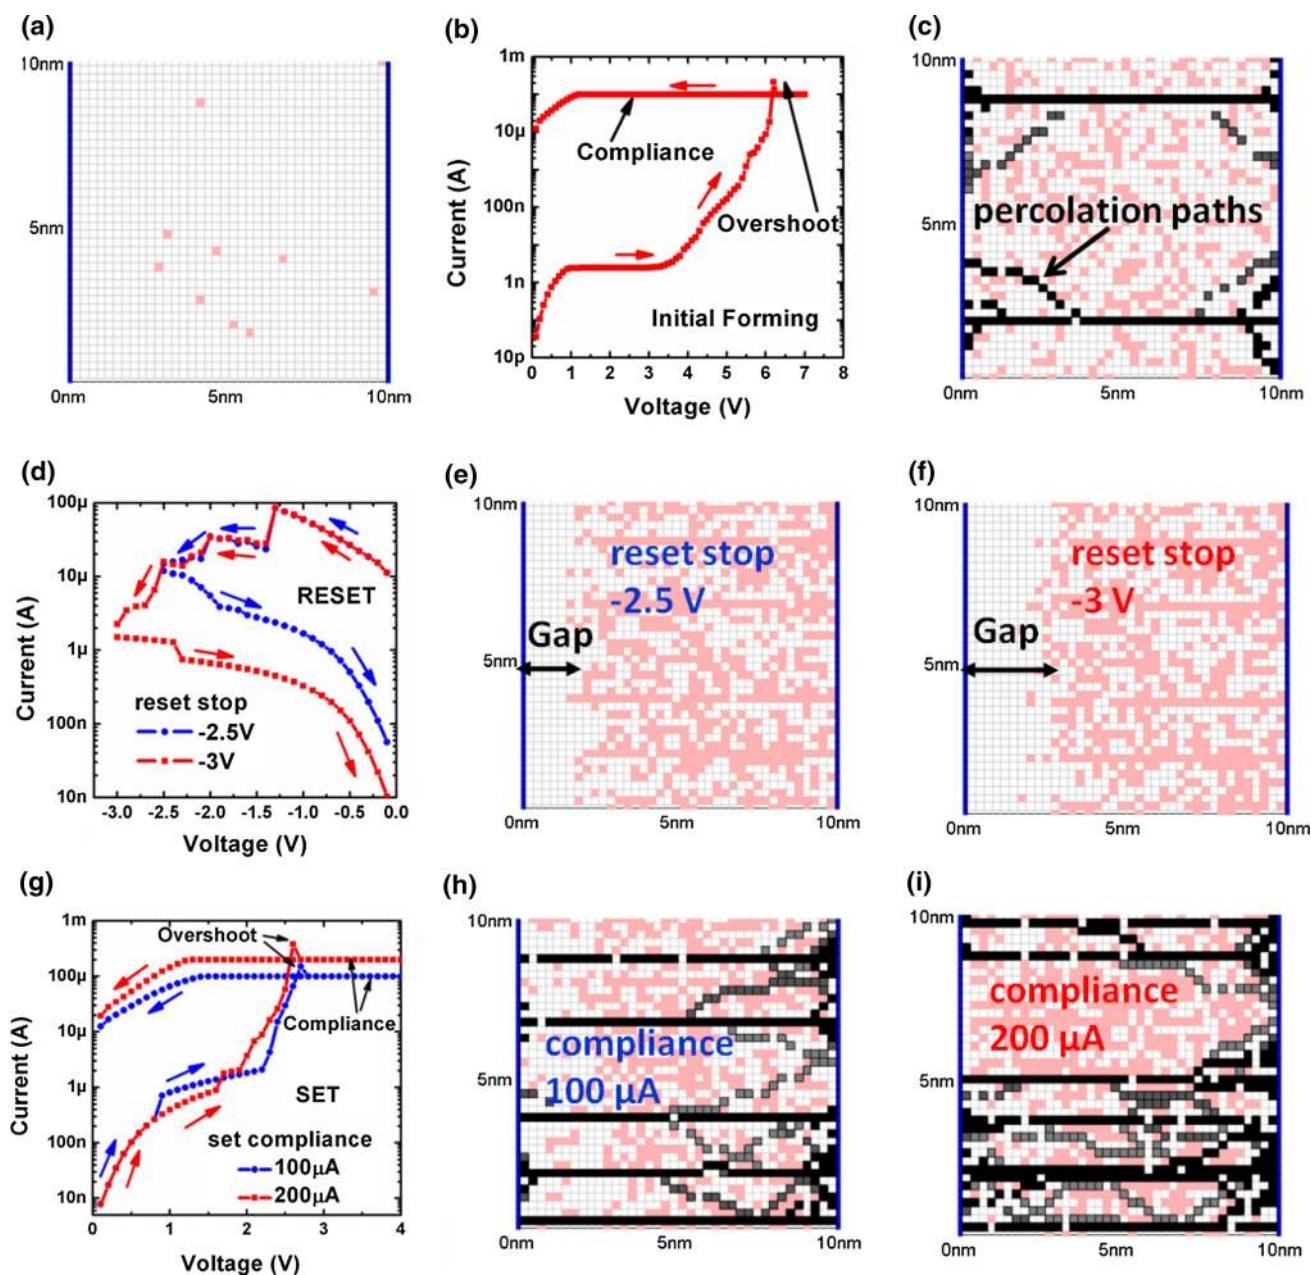 (a)
10nm
5nm
0nm
5nm
10nm
(b)
Current (A)
1m
10µ
100n
1n
10p
Compliance
Overshoot
Initial Forming
0 1 2 3 4 5 6 7 8
Voltage (V)
(c)
10nm
5nm
percolation paths
0nm
5nm
10nm
(d)
Current (A)
100µ
10µ
1µ
100n
10n
RESET
reset stop
-2.5V
-3V
-3.0 -2.5 -2.0 -1.5 -1.0 -0.5 0.0
Voltage (V)
(e)
10nm
reset stop
-2.5 V
Gap
5nm
0nm
5nm
10nm
(f)
10nm
reset stop
-3 V
Gap
5nm
0nm
5nm
10nm
(g)
Current (A)
1m
100µ
10µ
1µ
100n
10n
Overshoot
Compliance
SET
set compliance
100µA
200µA
0 1 2 3 4
Voltage (V)
(h)
10nm
compliance
100 µA
5nm
0nm
5nm
10nm
(i)
10nm
compliance
200 µA
5nm
0nm
5nm
10nm